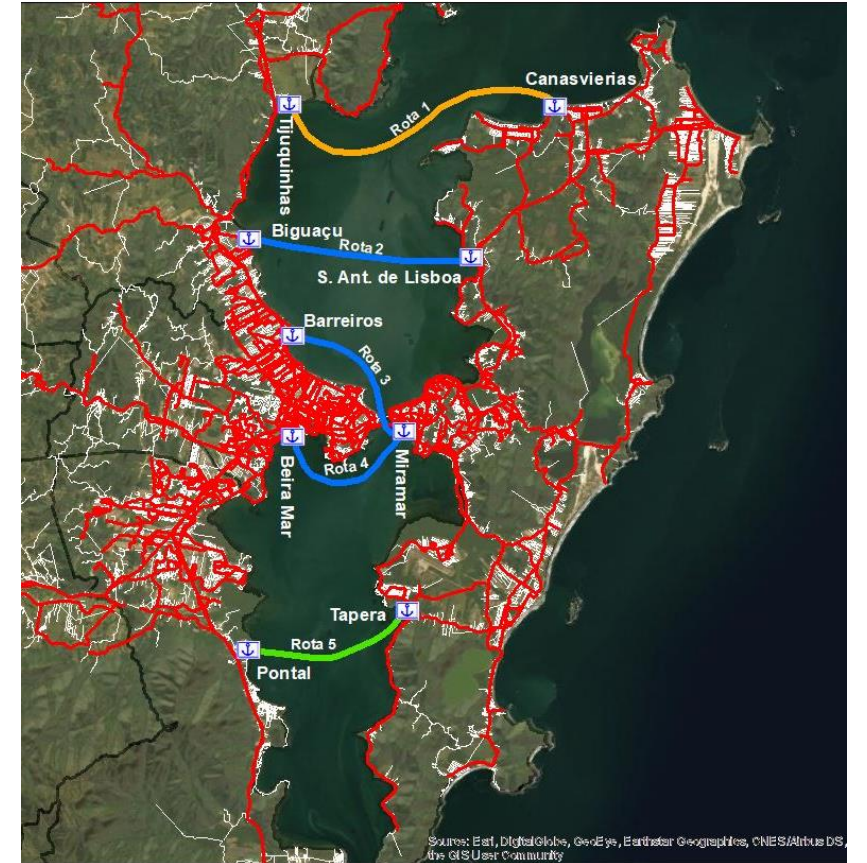 Canasvierias
Rota 1
Tijuquinhas
Biguaçu
Rota 2
S. Ant. de Lisboa
Barreiros
Rota 3
Rota 4
Beira Mar
Miramar
Tapera
Rota 5
Pontal
Source: Esri, DigitalGlobe, GeoEye, Earthstar Geographics, CNES/Airbus DS,
the GIS User Community